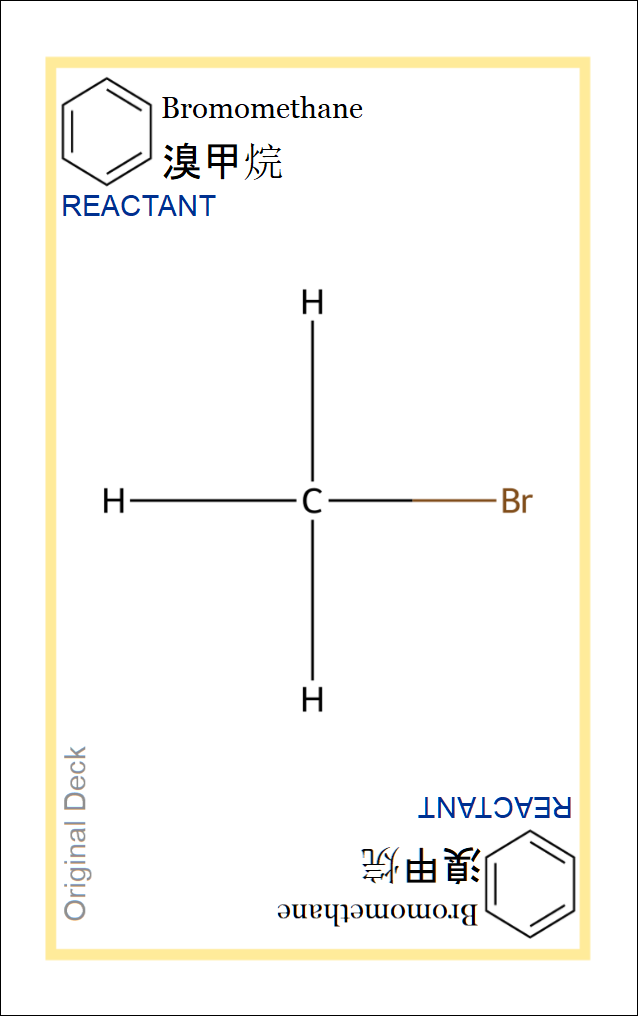 Bromomethane
溴甲烷
REACTANT
H
H C Br
H
Original Deck
REACTANT
溴甲烷
Bromomethane